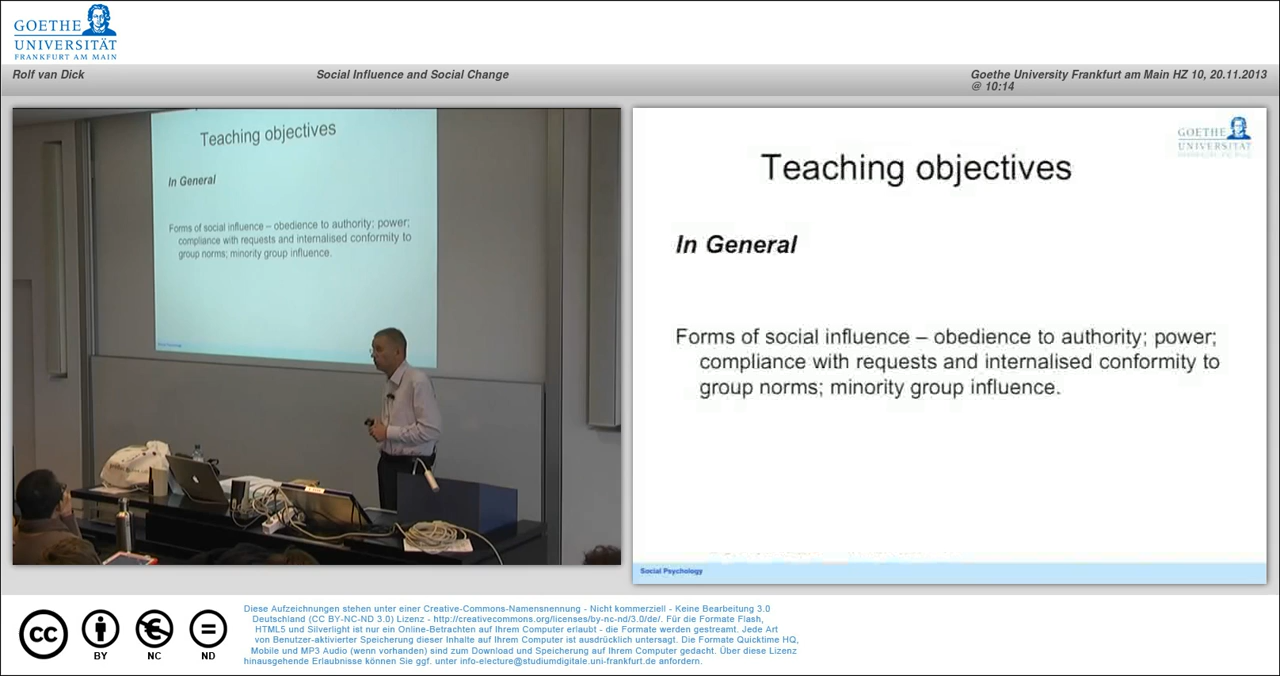 GOETHE
UNIVERSITÄT
FRANKFURT AM MAIN
Rolf van Dick
Social Influence and Social Change
Goethe University Frankfurt am Main HZ 10, 20.11.2013
@ 10:14
Teaching objectives
In General
Forms of social influence – obedience to authority; power;
compliance with requests and internalised conformity to
group norms; minority group influence.
GOETHE
UNIVERSITÄT
Teaching objectives
In General
Forms of social influence – obedience to authority; power;
compliance with requests and internalised conformity to
group norms; minority group influence.
Social Psychology
cc
BY
NC
ND
Diese Aufzeichnungen stehen unter einer Creative-Commons-Namensnennung - Nicht kommerziell - Keine Bearbeitung 3.0
Deutschland (CC BY-NC-ND 3.0) Lizenz - http://creativecommons.org/licenses/by-nc-nd/3.0/de/. Für die Formate Flash,
HTML5 und Silverlight ist nur ein Online-Betrachten auf Ihrem Computer erlaubt - die Formate werden gestreamt. Jede Art
von Benutzer-aktivierter Speicherung dieser Inhalte auf Ihrem Computer ist ausdrücklich untersagt. Die Formate Quicktime HQ,
Mobile und MP3 Audio (wenn vorhanden) sind zum Download und Speicherung auf Ihrem Computer gedacht. Über diese Lizenz
hinausgehende Erlaubnisse können Sie ggf. unter info-electure@studiumdigitale.uni-frankfurt.de anfordern.